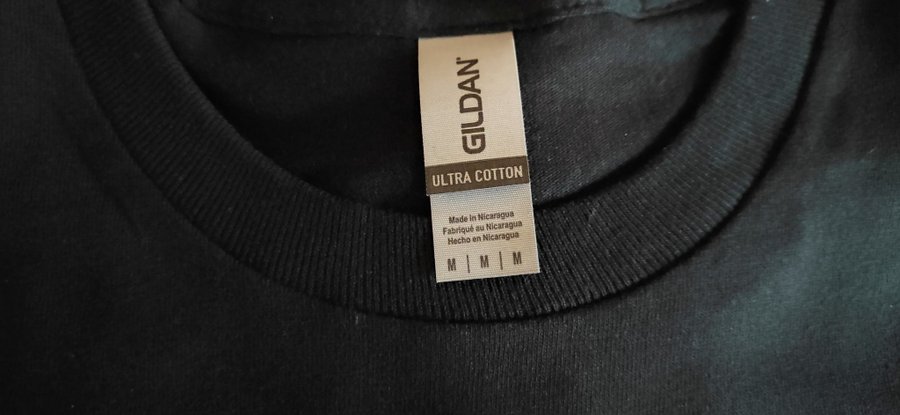 GILDAN®
ULTRA COTTON
Made in Nicaragua
Fabriqué au Nicaragua
Hecho en Nicaragua
M | M | M